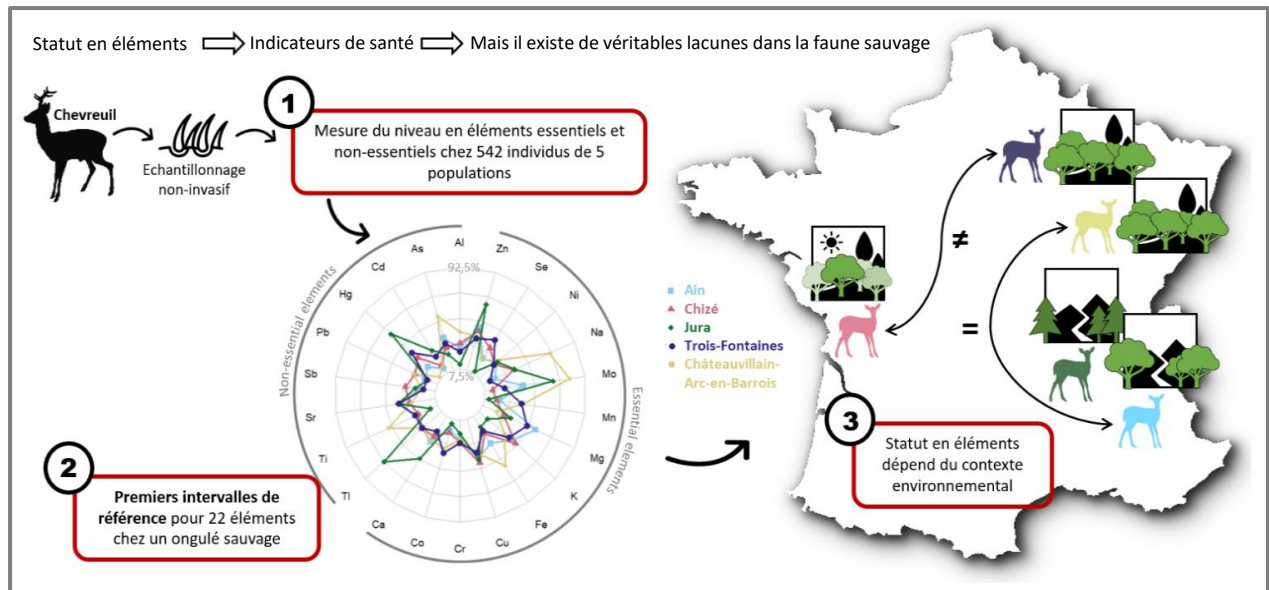 Statut en éléments Indicateurs de santé Mais il existe de véritables lacunes dans la faune sauvage
Chevreuil
Echantillonnage
non-invasif
1
Mesure du niveau en éléments essentiels et
non-essentiels chez 542 individus de 5
populations
Non-essential elements
Essential elements
92,5%
7,5%
Al
Zn
Se
Ni
Na
Mo
Mn
Mg
K
Fe
Cu
Cr
Co
Ca
Tl
Ti
Sr
Sb
Pb
Hg
Cd
As
Ain
Chizé
Jura
Trois-Fontaines
Châteauvillain-
Arc-en-Barrois
2
Premiers intervalles de
référence pour 22 éléments
chez un ongulé sauvage
≠
=
3
Statut en éléments
dépend du contexte
environnemental